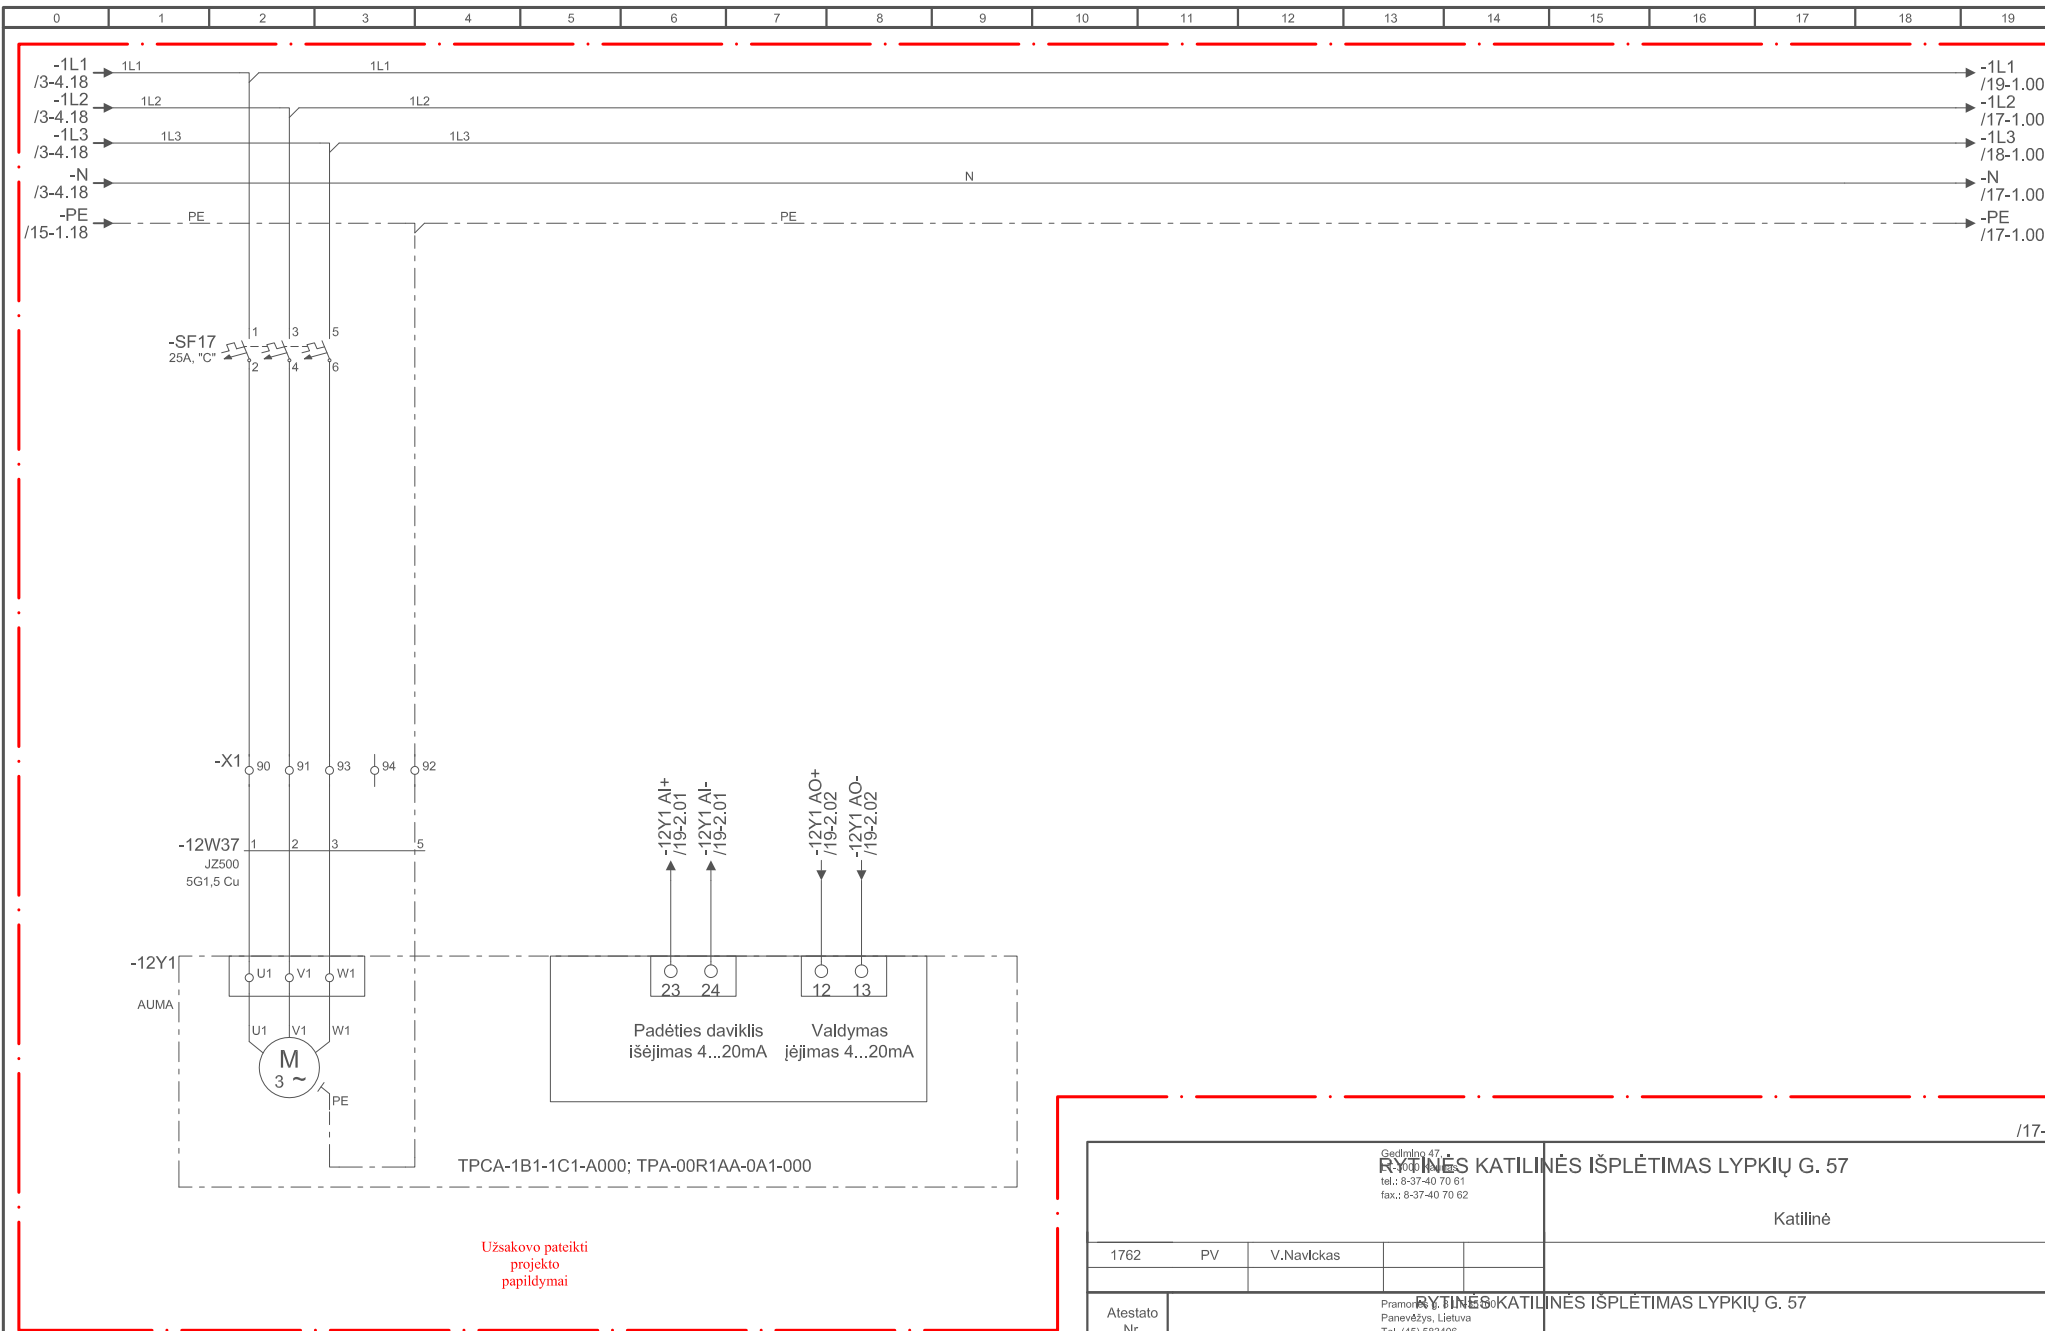 0 1 2 3 4 5 6 7 8 9 10 11 12 13 14 15 16 17 18 19
-1L1 1L1 1L1 -1L1
/3-4.18 /19-1.00
-1L2 1L2 1L2 -1L2
/3-4.18 /17-1.00
-1L3 1L3 1L3 -1L3
/3-4.18 /18-1.00
-N N -N
/3-4.18 /17-1.00
-PE PE PE -PE
/15-1.18 /17-1.00
1 3 5
-SF17
25A, "C"
2 4 6
-X1 90 91 93 94 92
-12Y1 AI+
/19-2.01
-12Y1 AI-
/19-2.01
-12Y1 AO+
/19-2.02
-12Y1 AO-
/19-2.02
-12W37 1 2 3 5
JZ500
5G1,5 Cu
-12Y1
AUMA
U1 V1 W1
23 24 12 13
U1 V1 W1
M
3 ~
PE
Padėties daviklis
išėjimas 4...20mA
Valdymas
įėjimas 4...20mA
TPCA-1B1-1C1-A000; TPA-00R1AA-0A1-000
Užsakovo pateikti
projekto
papildymai
/17-
Gedimino 47,
RYTINĖS KATILINĖS IŠPLĖTIMAS LYPKIŲ G. 57
tel.: 8-37-40 70 61
fax.: 8-37-40 70 62
Katilinė
1762 PV V.Navickas
Atestato
Nr.
RYTINĖS KATILINĖS IŠPLĖTIMAS LYPKIŲ G. 57
Panevėžys, Lietuva